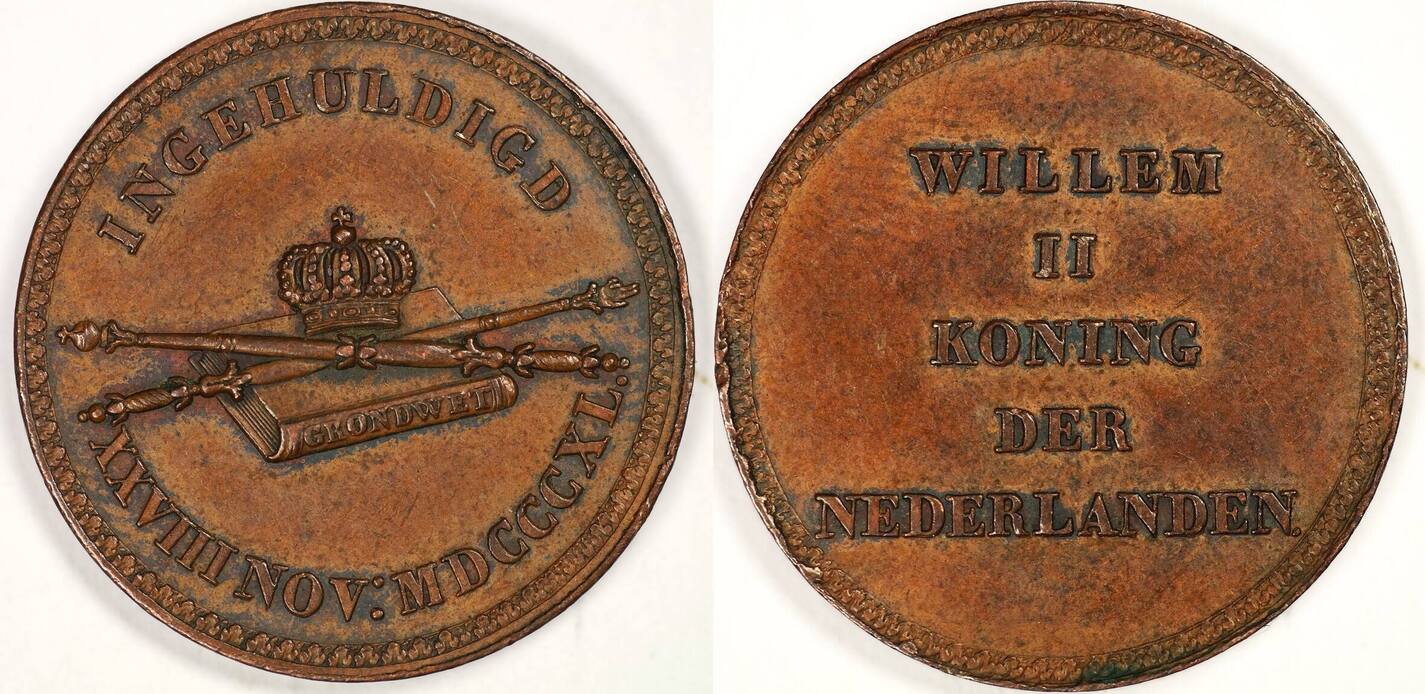 INGEHULDIGD
GRONDWET
XXVIII NOV: MDCCCXL.
WILLEM
II
KONING
DER
NEDERLANDEN.